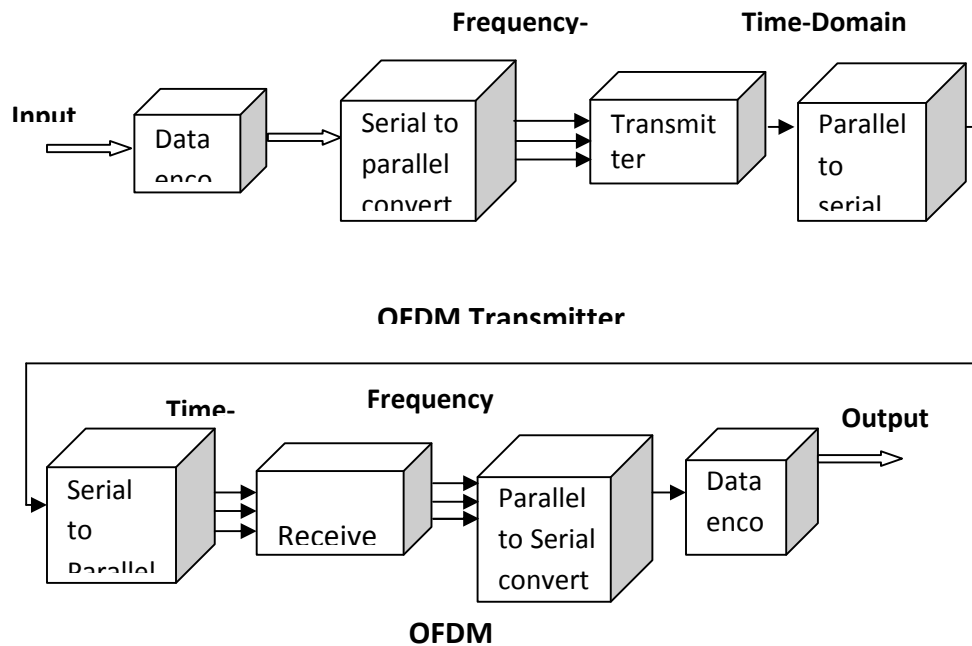 Frequency-
Time-Domain
Input
Data
enco
Serial to
parallel
convert
Transmit
ter
Parallel
to
serial
OFDM Transmitter
Time-
Frequency
Output
Serial
to
Parallel
Receive
Parallel
to Serial
convert
Data
enco
OFDM